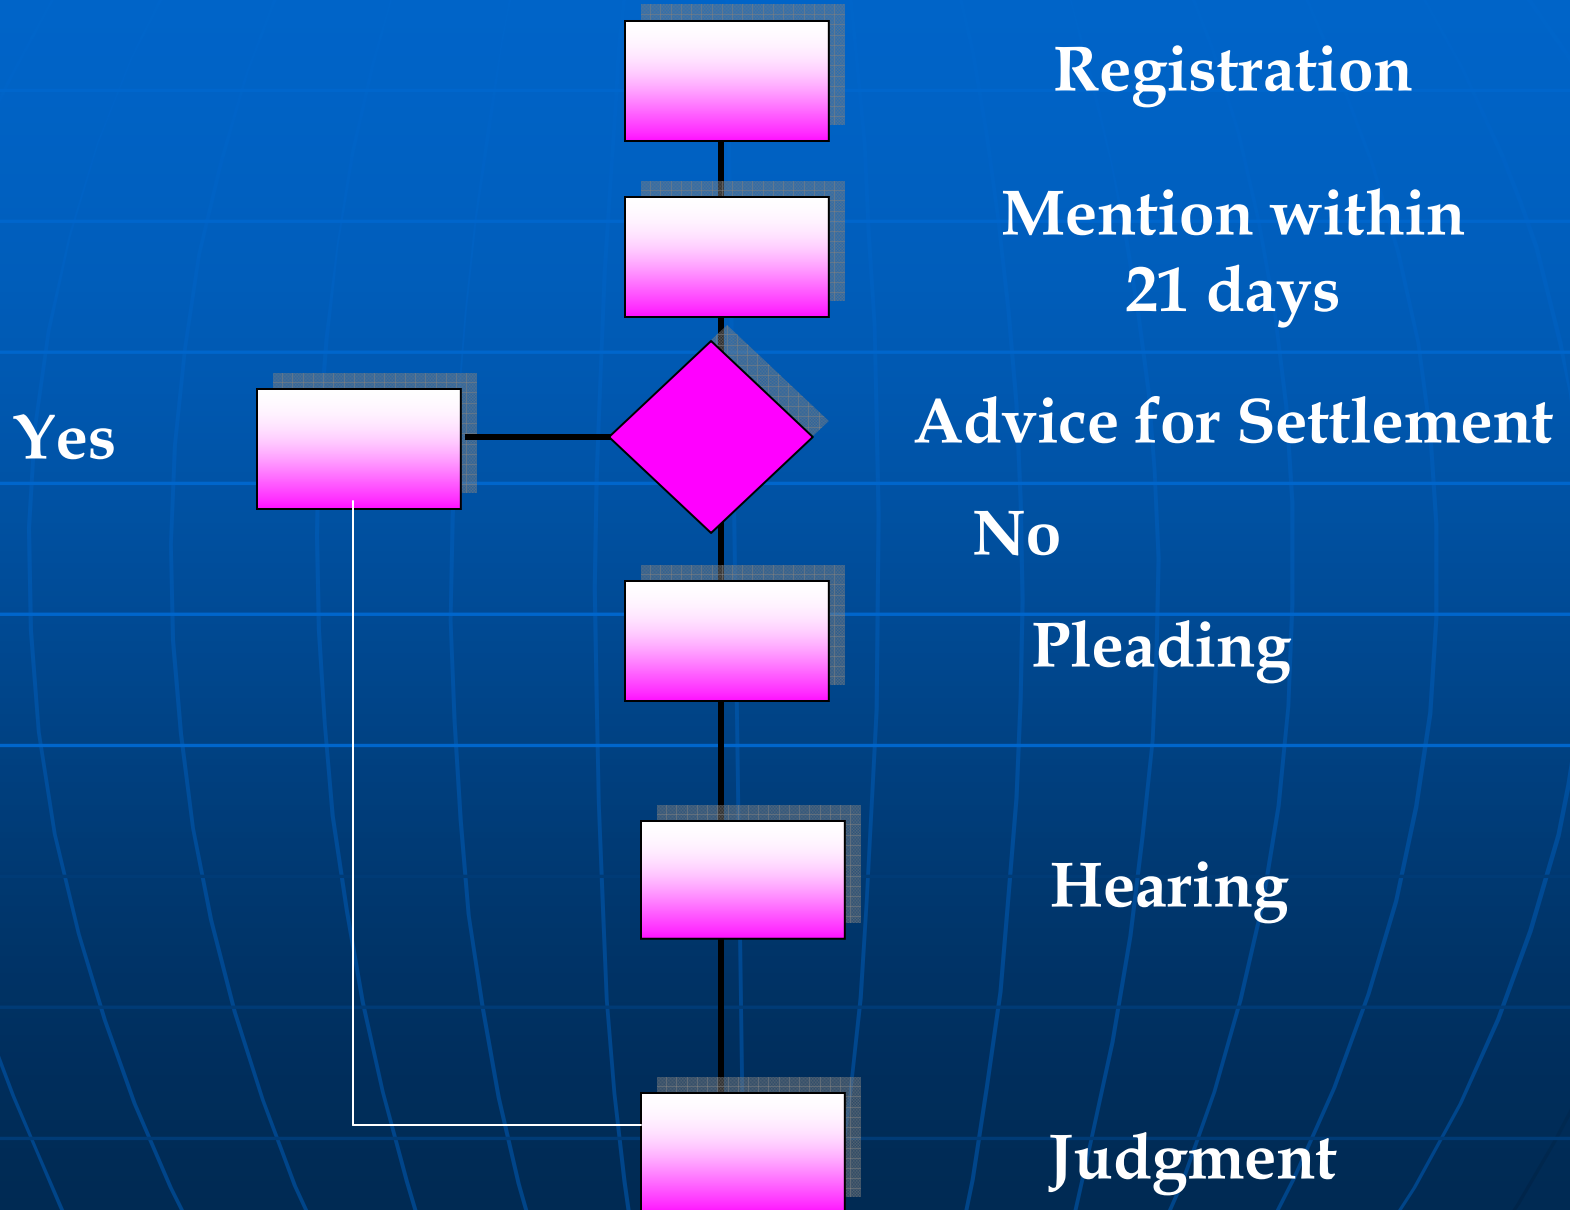 Registration
Mention within
21 days
Advice for Settlement
Yes
No
Pleading
Hearing
Judgment